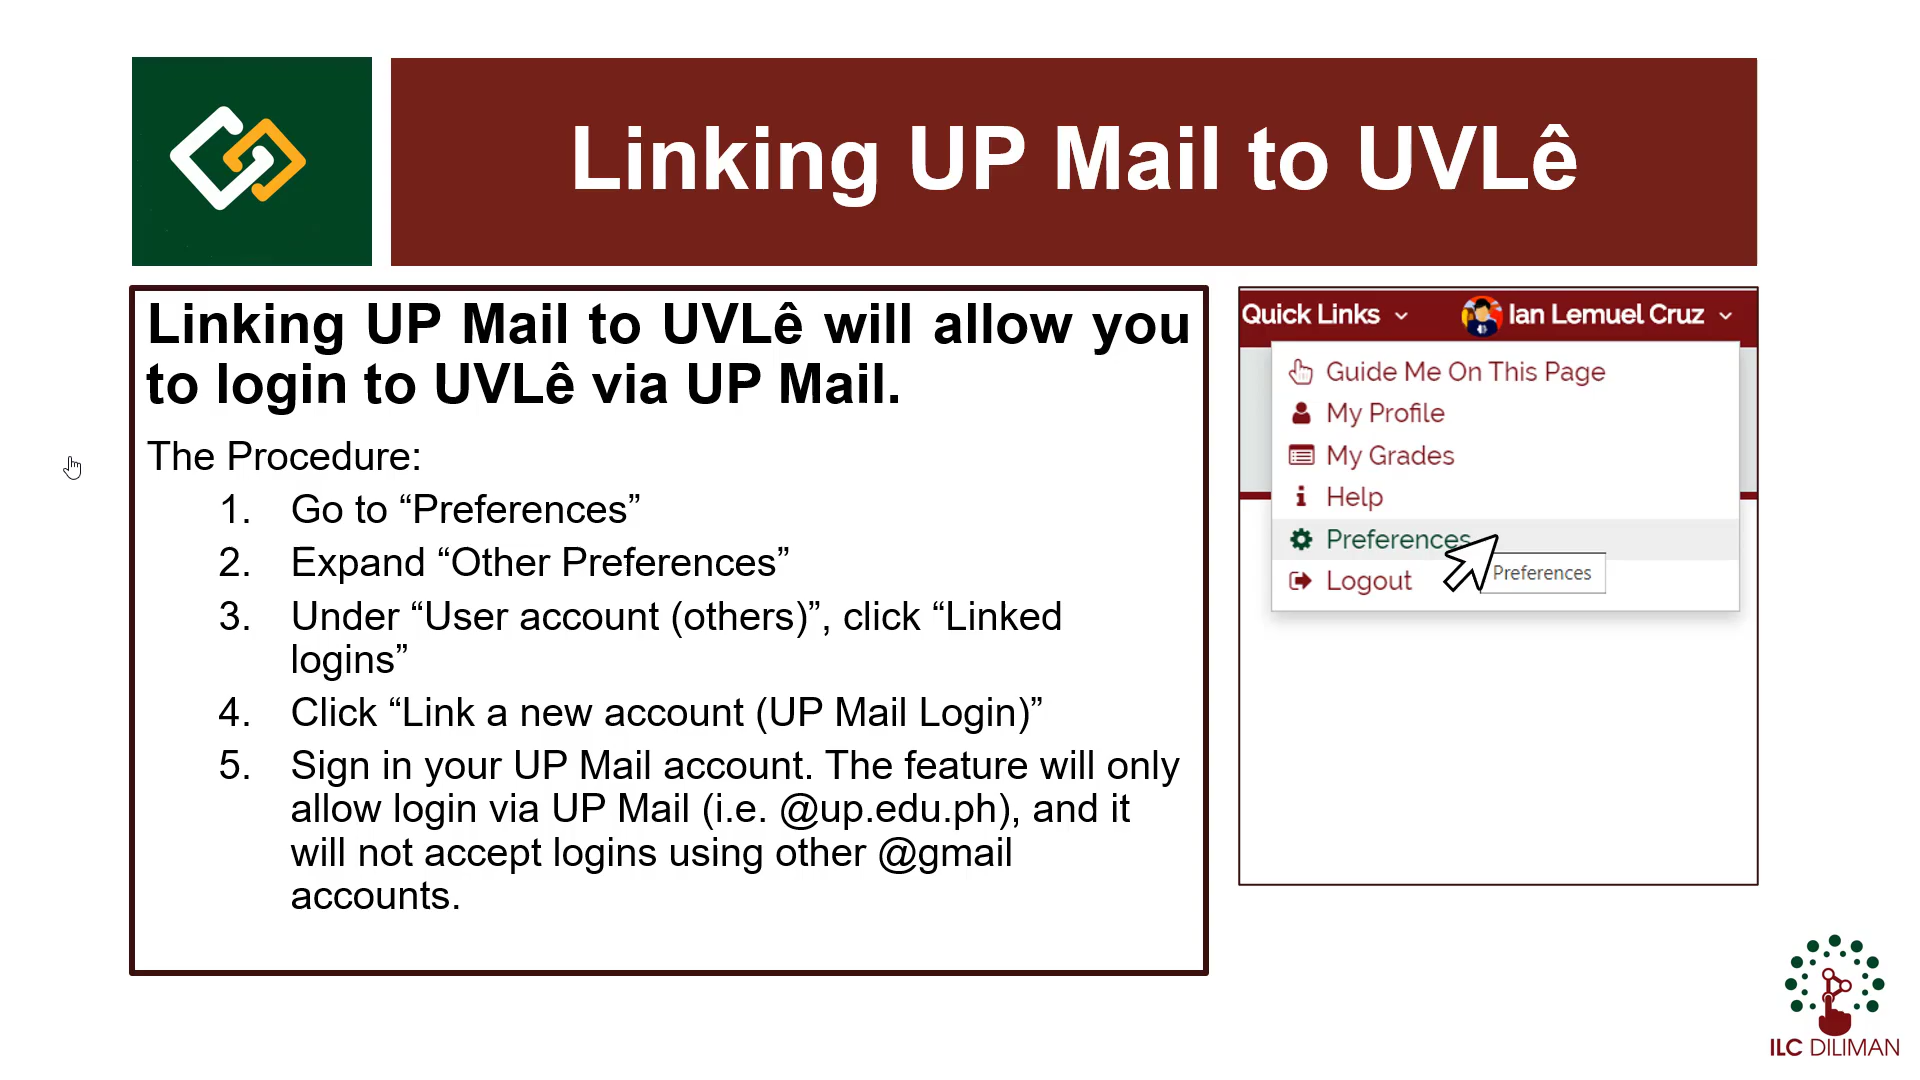 Linking UP Mail to UVLê
Linking UP Mail to UVLê will allow you
to login to UVLê via UP Mail.
The Procedure:
1. Go to “Preferences”
2. Expand “Other Preferences”
3. Under “User account (others)”, click “Linked
logins”
4. Click “Link a new account (UP Mail Login)”
5. Sign in your UP Mail account. The feature will only
allow login via UP Mail (i.e. @up.edu.ph), and it
will not accept logins using other @gmail
accounts.
Quick Links Ian Lemuel Cruz
Guide Me On This Page
My Profile
My Grades
Help
Preferences
Preferences
Logout
ILC DILIMAN